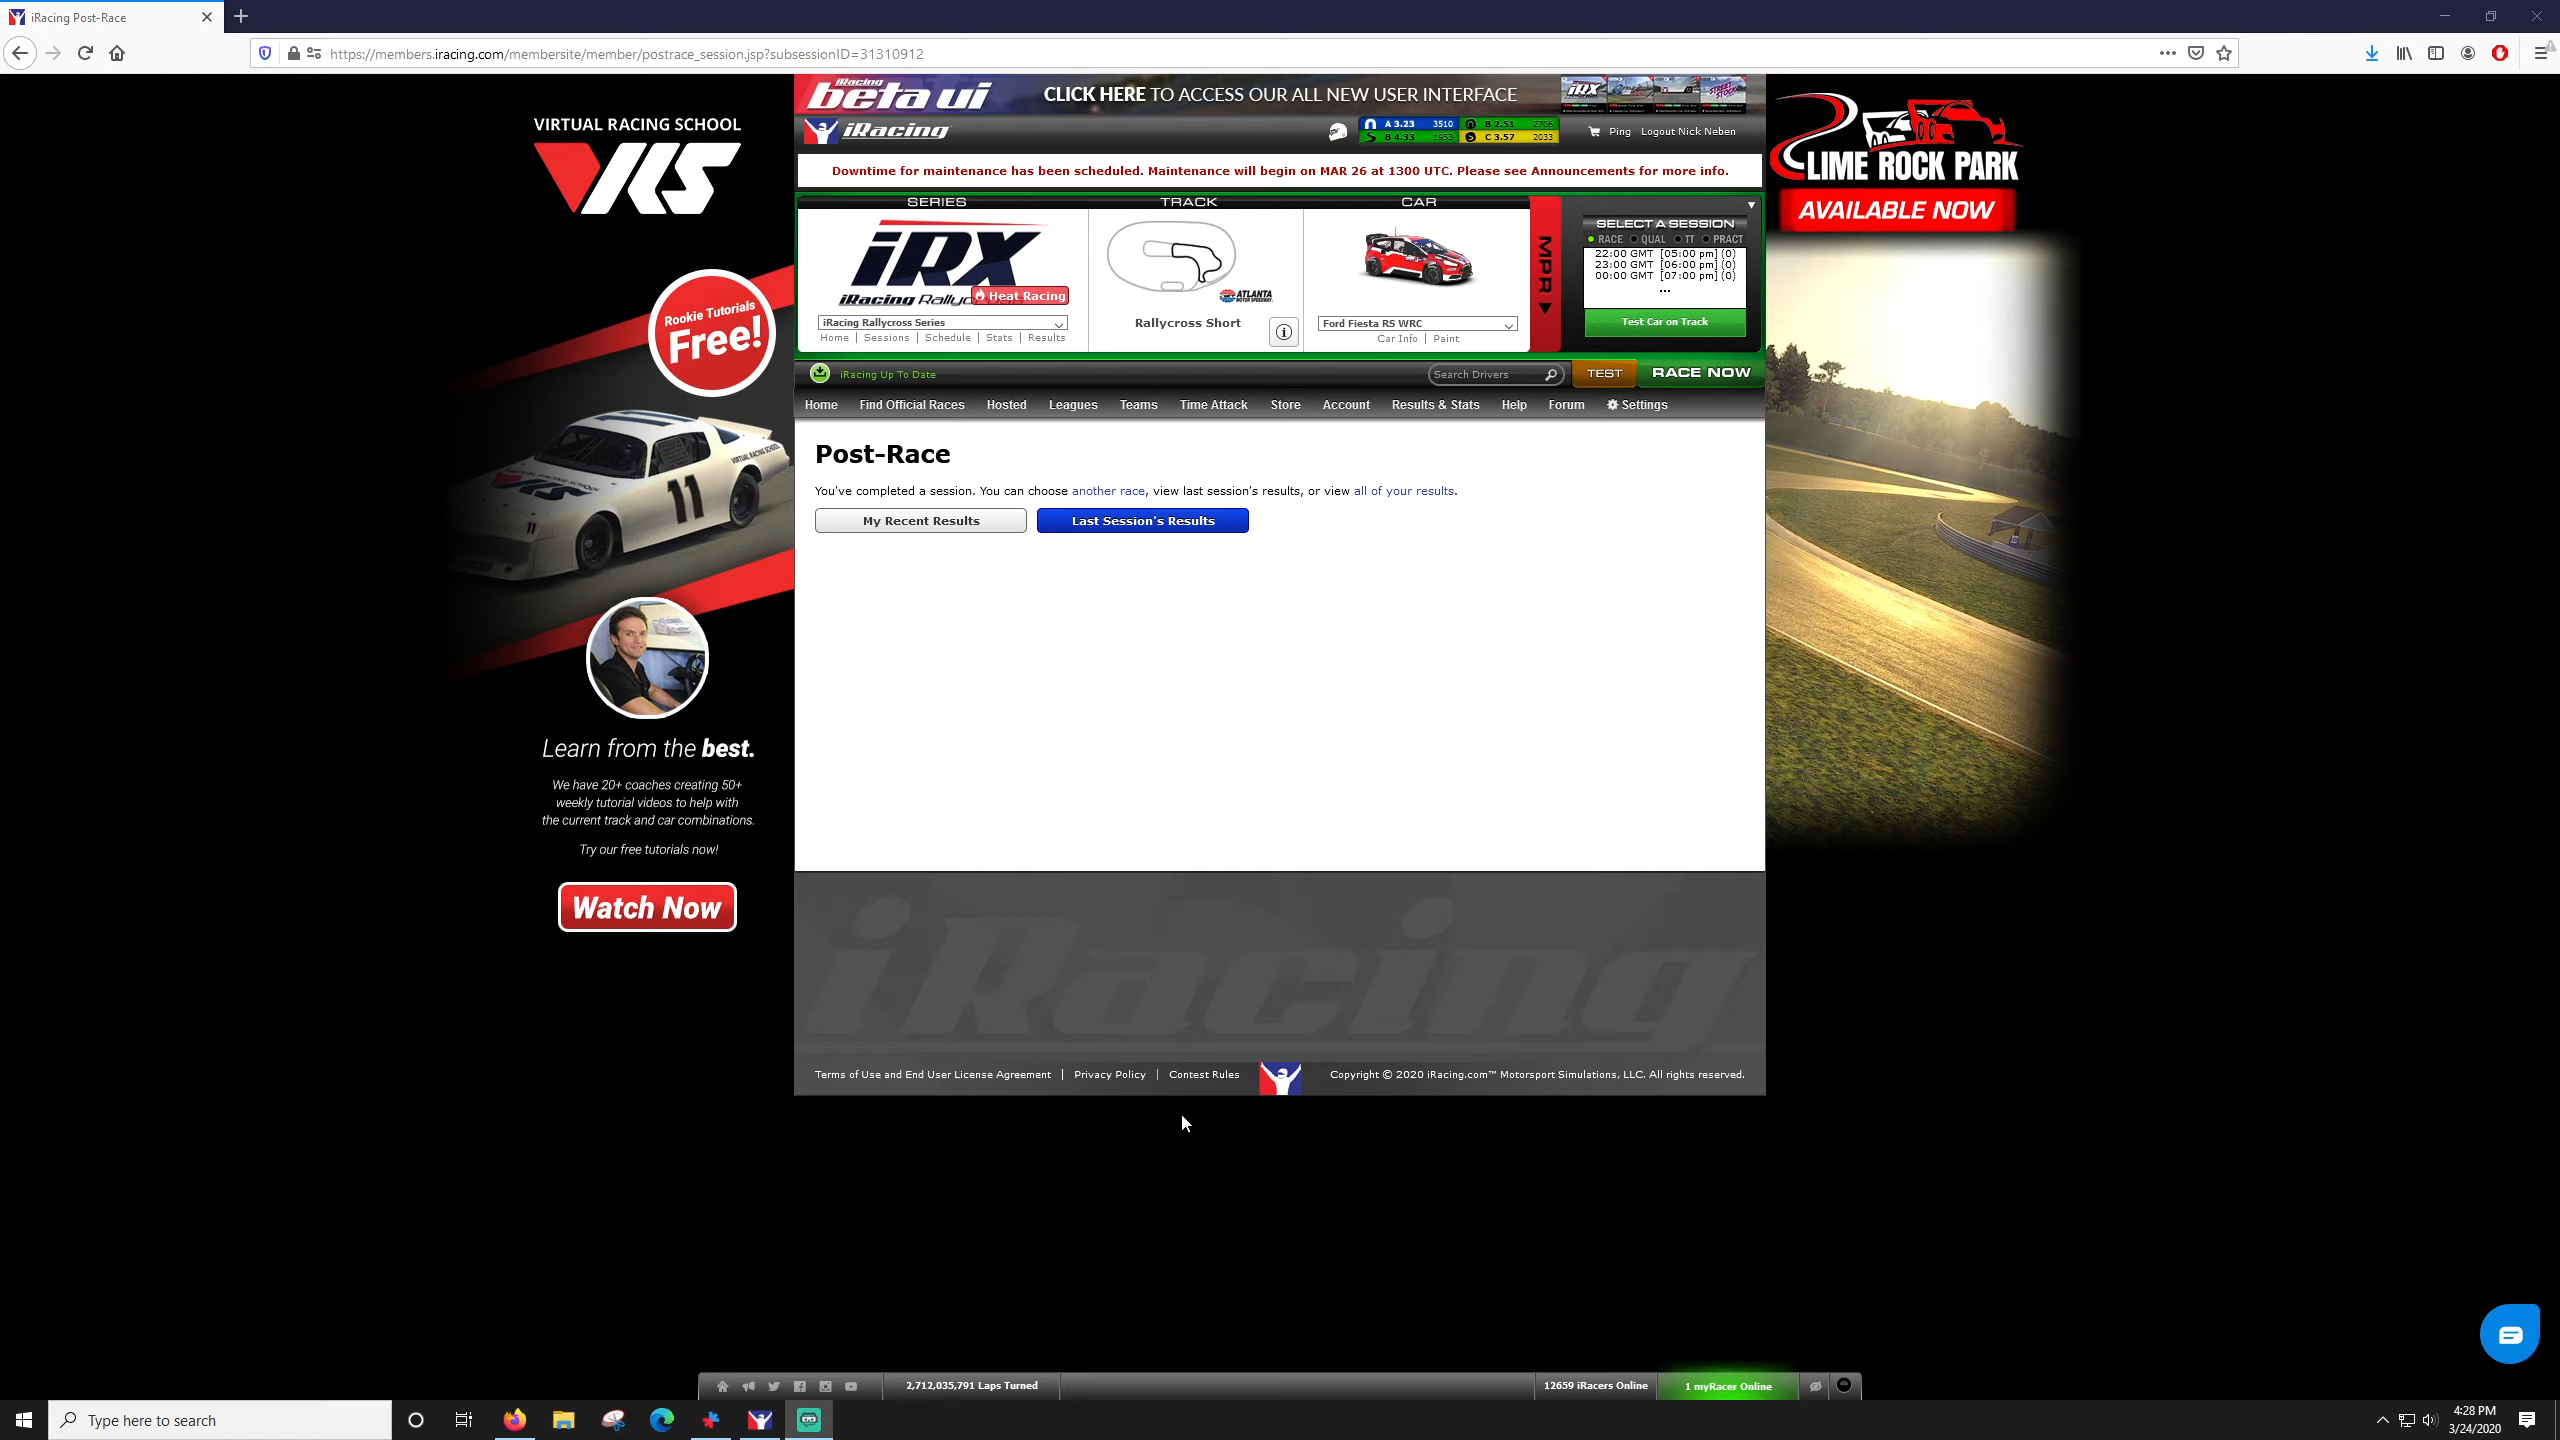 iRacing Post-Race
https://members.iracing.com/membersite/member/postrace_session.jsp?subsessionID=31310912
iRacing
beta ui
CLICK HERE TO ACCESS OUR ALL NEW USER INTERFACE
iRacing
A 3.23 3510
B 2.51 2706
B 4.33 1953
C 3.57 2033
Ping
Logout Nick Neben
Downtime for maintenance has been scheduled. Maintenance will begin on MAR 26 at 1300 UTC. Please see Announcements for more info.
SERIES
TRACK
CAR
iRX
Heat Racing
iRacing Rallycross Series
Home | Sessions | Schedule | Stats | Results
ATLANTA
MOTOR SPEEDWAY
Rallycross Short
Ford Fiesta RS WRC
Car Info | Paint
MPR
SELECT A SESSION
RACE QUAL TT PRACT
22:00 GMT [05:00 pm] (0)
23:00 GMT [06:00 pm] (0)
00:00 GMT [07:00 pm] (0)
...
Test Car on Track
iRacing Up To Date
Search Drivers
TEST
RACE NOW
Home
Find Official Races
Hosted
Leagues
Teams
Time Attack
Store
Account
Results & Stats
Help
Forum
Settings
Post-Race
You've completed a session. You can choose another race, view last session's results, or view all of your results.
My Recent Results
Last Session's Results
VIRTUAL RACING SCHOOL
VRS
Rookie Tutorials
Free!
VIRTUAL RACING SCHOOL
11
Learn from the best.
We have 20+ coaches creating 50+
weekly tutorial videos to help with
the current track and car combinations.
Try our free tutorials now!
Watch Now
LIME ROCK PARK
AVAILABLE NOW
iRacing
Terms of Use and End User License Agreement | Privacy Policy | Contest Rules
Copyright © 2020 iRacing.com™ Motorsport Simulations, LLC. All rights reserved.
2,712,035,791 Laps Turned
12659 iRacers Online
1 myRacer Online
Type here to search
4:28 PM
3/24/2020